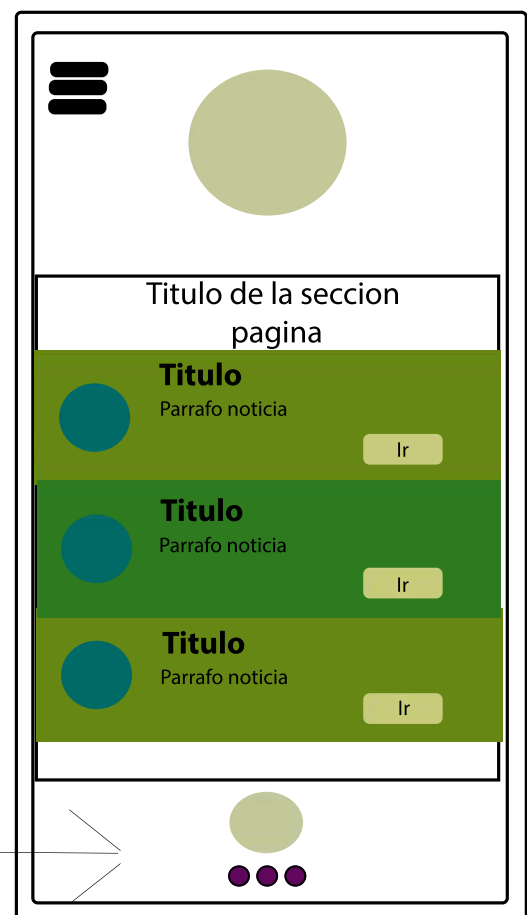 Titulo de la seccion
pagina
Titulo
Parrafo noticia
Ir
Titulo
Parrafo noticia
Ir
Titulo
Parrafo noticia
Ir